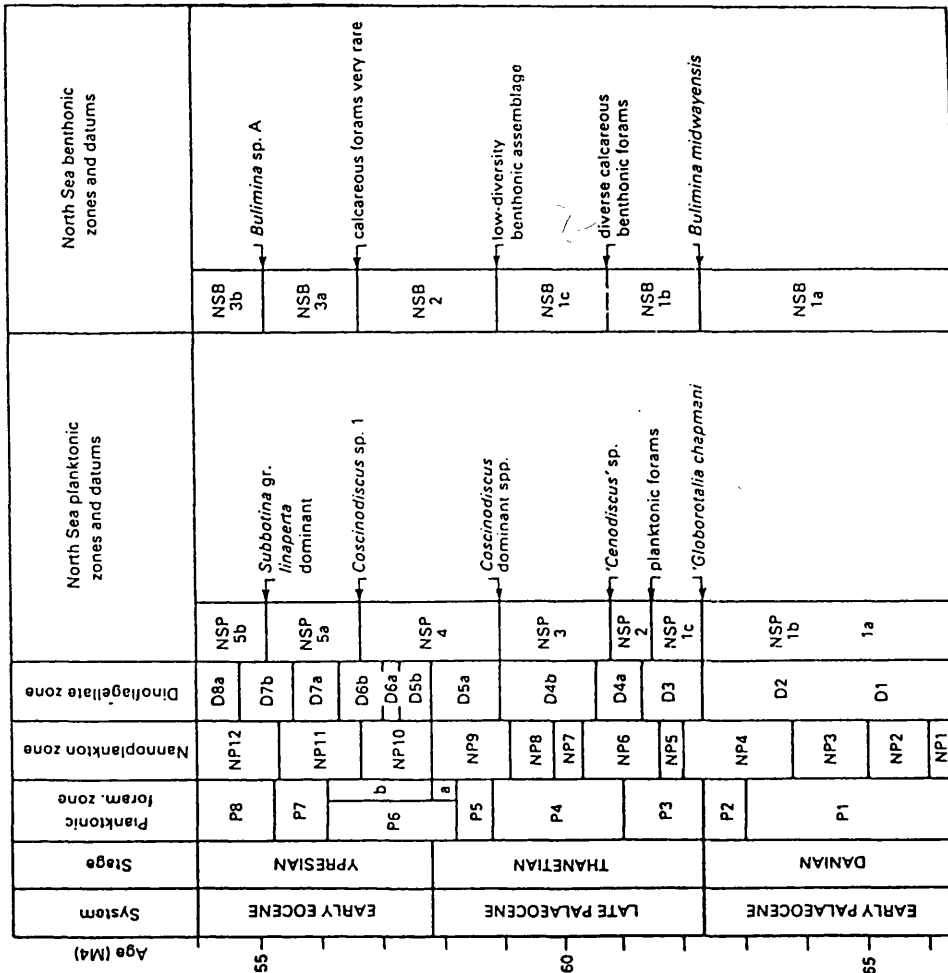 North Sea planktonic
zones and datums
North Sea benthonic
zones and datums
Age (M4)
System
Stage
Planktonic
foram. zone
Nannoplankton zone
Dinoflagellate zone
55
60
65
EARLY EOCENE
LATE PALAEOCENE
EARLY PALAEOCENE
YPRESIAN
THANETIAN
DANIAN
P8
P7
P6
b
a
P5
P4
P3
P2
P1
NP12
NP11
NP10
NP9
NP8
NP7
NP6
NP5
NP4
NP3
NP2
NP1
D8a
D7b
D7a
D6b
D6a
D5b
D5a
D4b
D4a
D3
D2
D1
NSP
5b
NSP
5a
NSP
4
NSP
3
NSP
2
NSP
1c
NSP
1b
1a
Subbotina gr.
linaperta
dominant
Coscinodiscus sp. 1
Coscinodiscus
dominant spp.
'Cenodiscus' sp.
planktonic forams
'Globorotalia chapmani
NSB
3b
NSB
3a
NSB
2
NSB
1c
NSB
1b
NSB
1a
Bulimina sp. A
calcareous forams very rare
low-diversity
benthonic assemblage
diverse calcareous
benthonic forams
Bulimina midwayensis